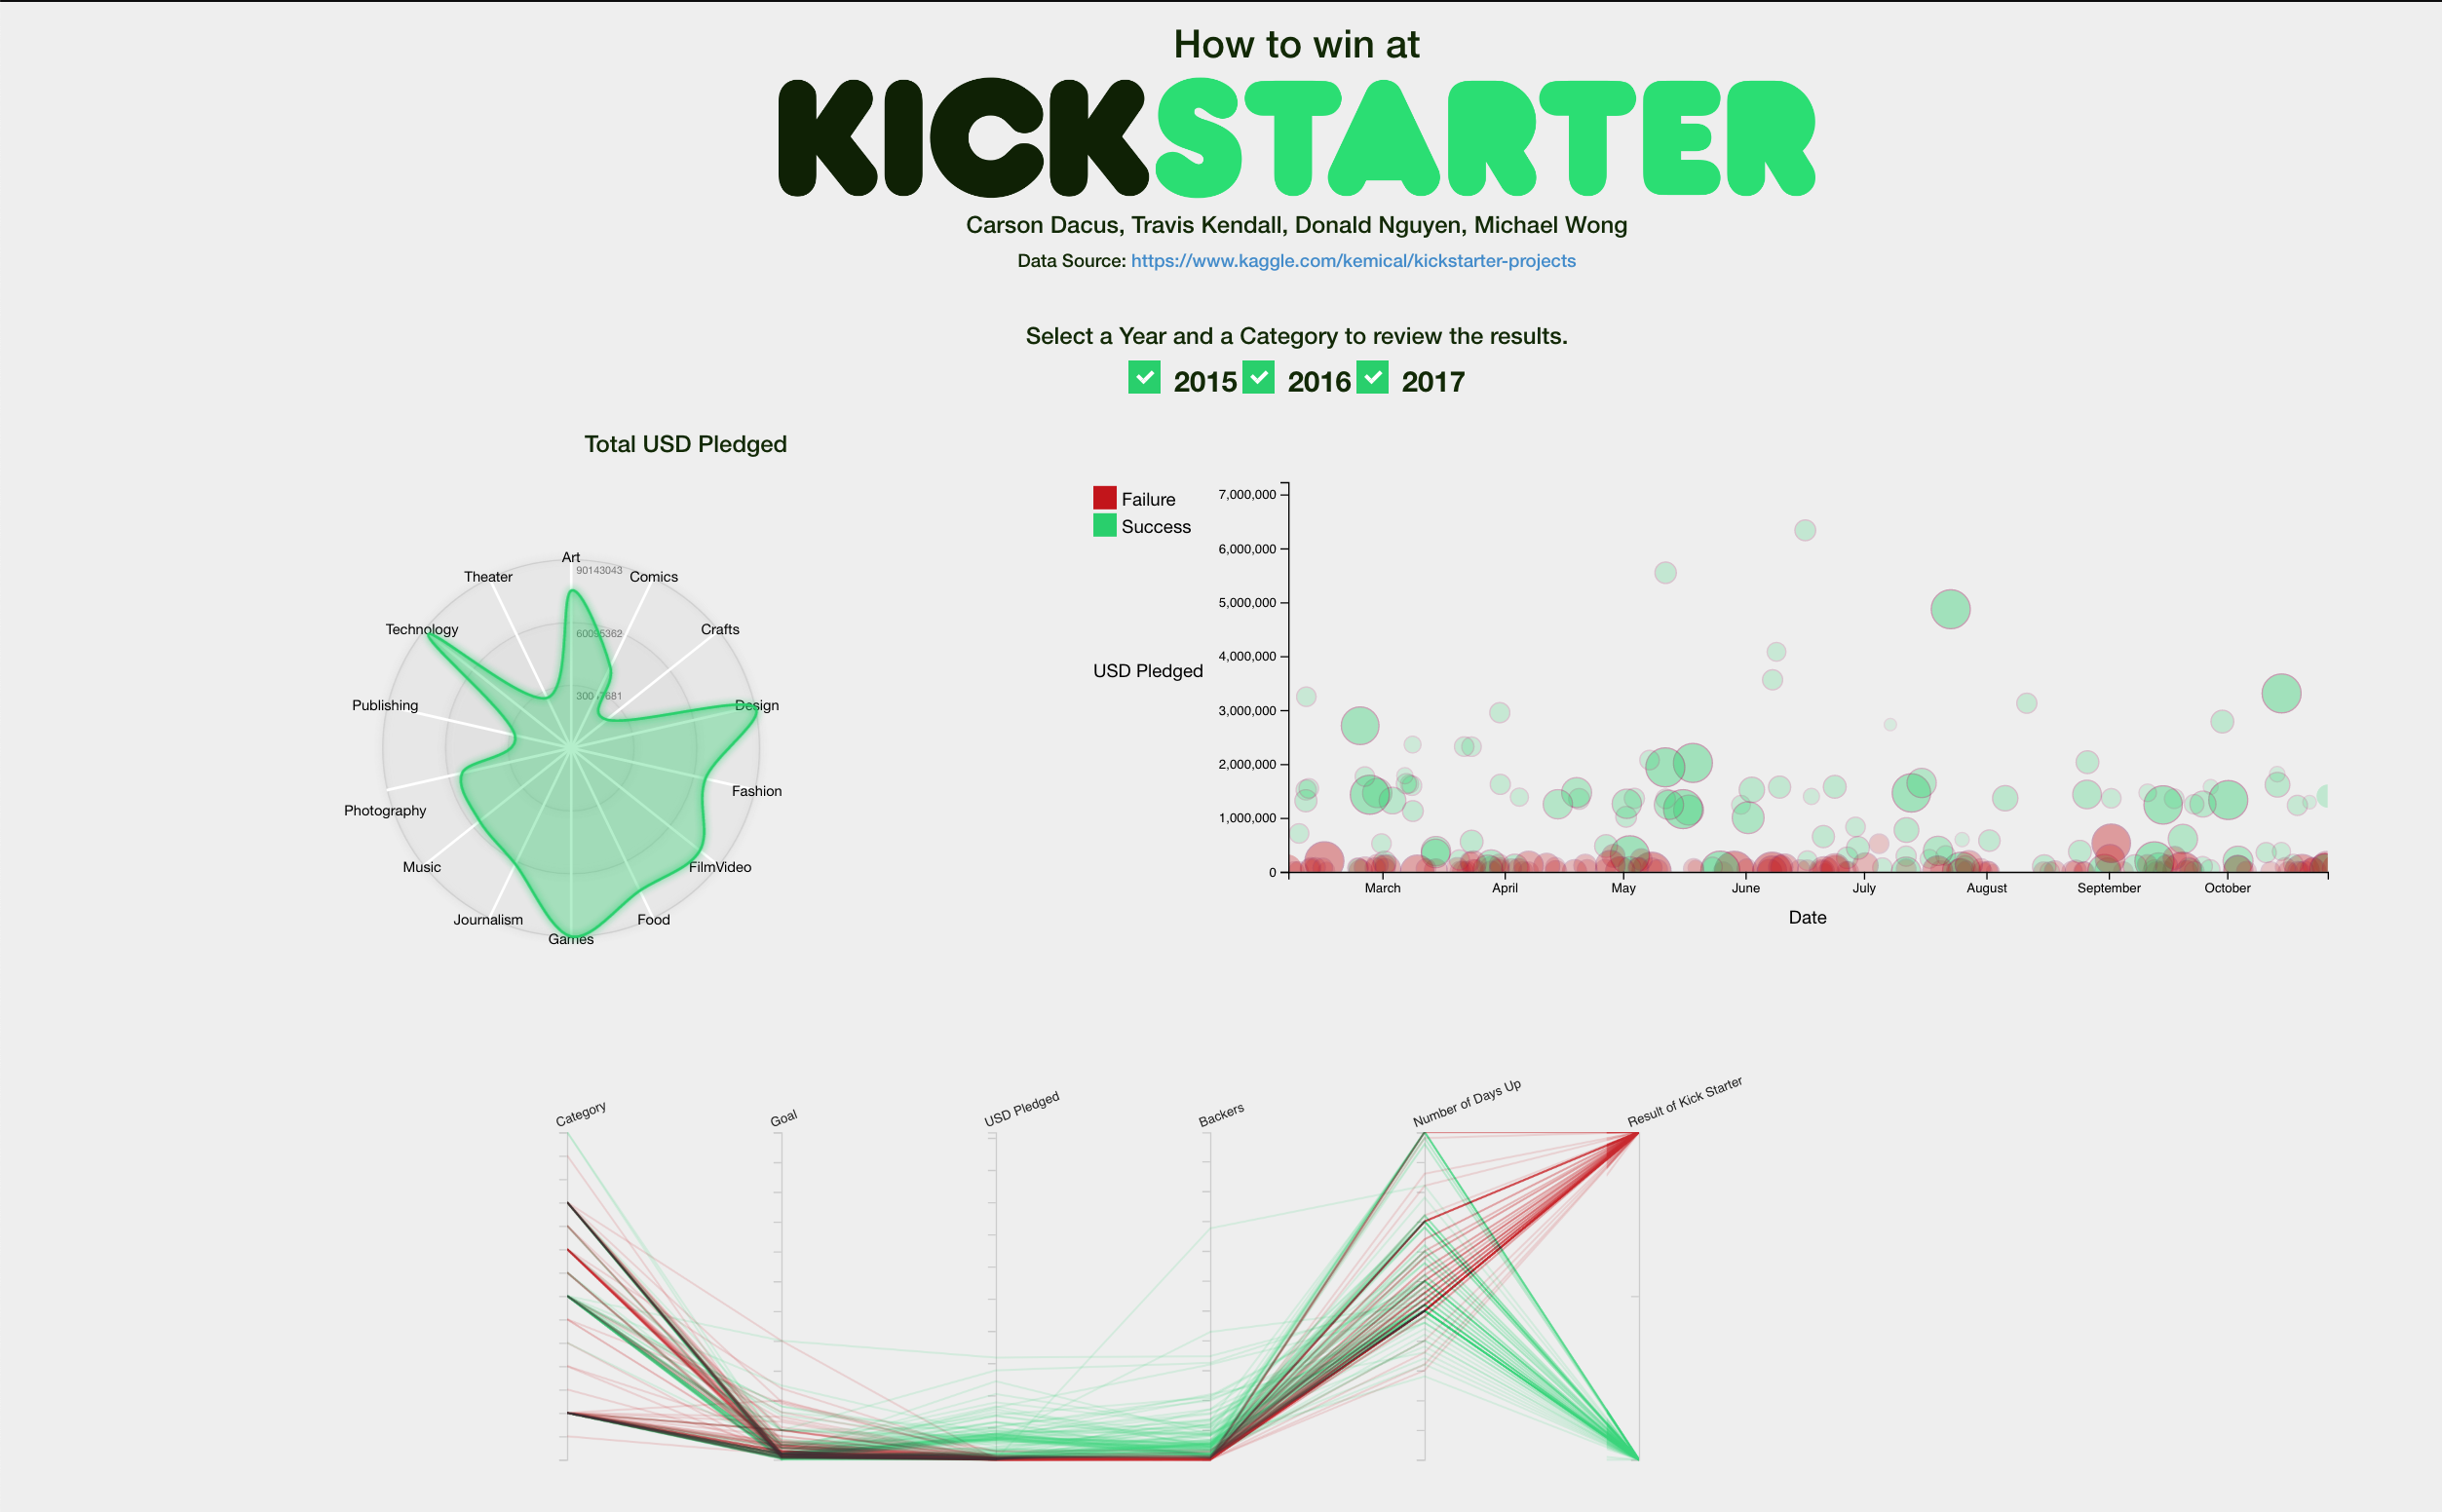 How to win at
KICKSTARTER
Carson Dacus, Travis Kendall, Donald Nguyen, Michael Wong
Data Source: https://www.kaggle.com/kemical/kickstarter-projects
Select a Year and a Category to review the results.
2015 2016 2017
Total USD Pledged
Art
90143043
Theater
Comics
Technology
60095362
Crafts
30047681
Publishing
Design
Photography
Fashion
Music
FilmVideo
Journalism
Food
Games
Failure
Success
USD Pledged
7,000,000
6,000,000
5,000,000
4,000,000
3,000,000
2,000,000
1,000,000
0
March April May June July August September October
Date
Category Goal USD Pledged Backers Number of Days Up Result of Kick Starter